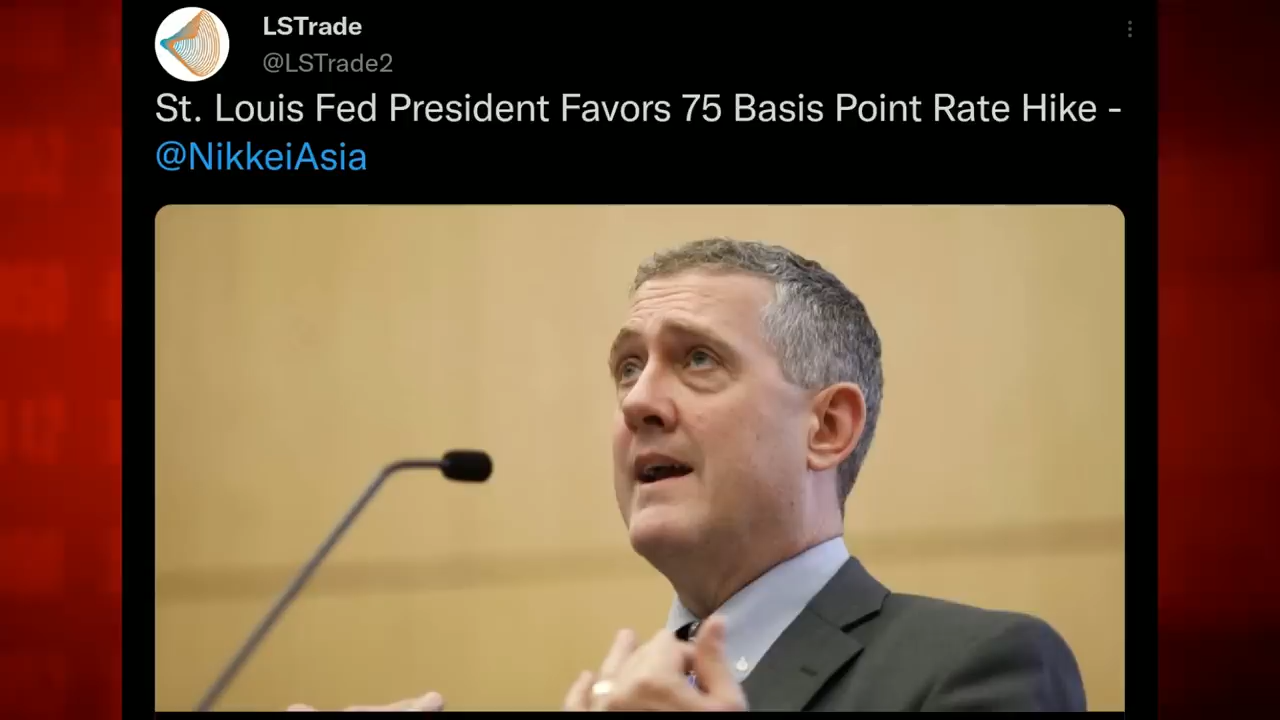 LSTrade
@LSTrade2
St. Louis Fed President Favors 75 Basis Point Rate Hike -
@NikkeiAsia